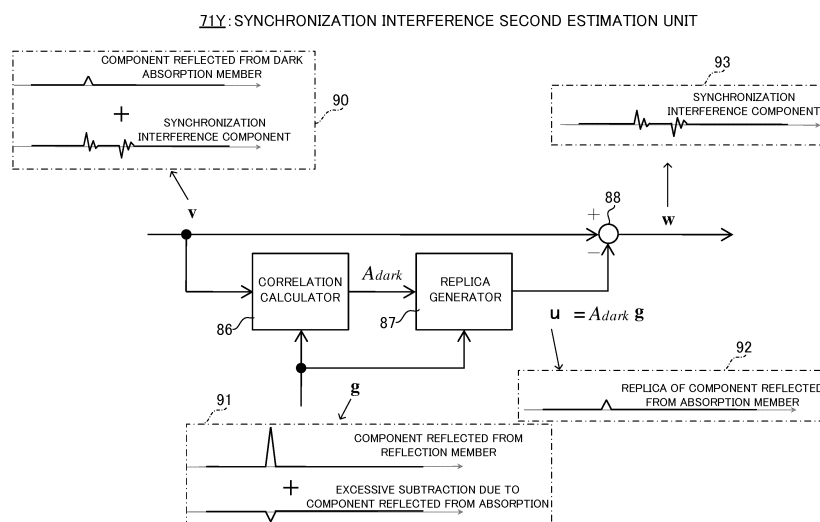 71Y: SYNCHRONIZATION INTERFERENCE SECOND ESTIMATION UNIT
COMPONENT REFLECTED FROM DARK
ABSORPTION MEMBER
+
SYNCHRONIZATION
INTERFERENCE COMPONENT
90
93
SYNCHRONIZATION
INTERFERENCE COMPONENT
v
88
+
−
w
CORRELATION
CALCULATOR
86
Adark
REPLICA
GENERATOR
87
u = Adark g
g
92
REPLICA OF COMPONENT REFLECTED
FROM ABSORPTION MEMBER
91
COMPONENT REFLECTED FROM
REFLECTION MEMBER
+
EXCESSIVE SUBTRACTION DUE TO
COMPONENT REFLECTED FROM ABSORPTION